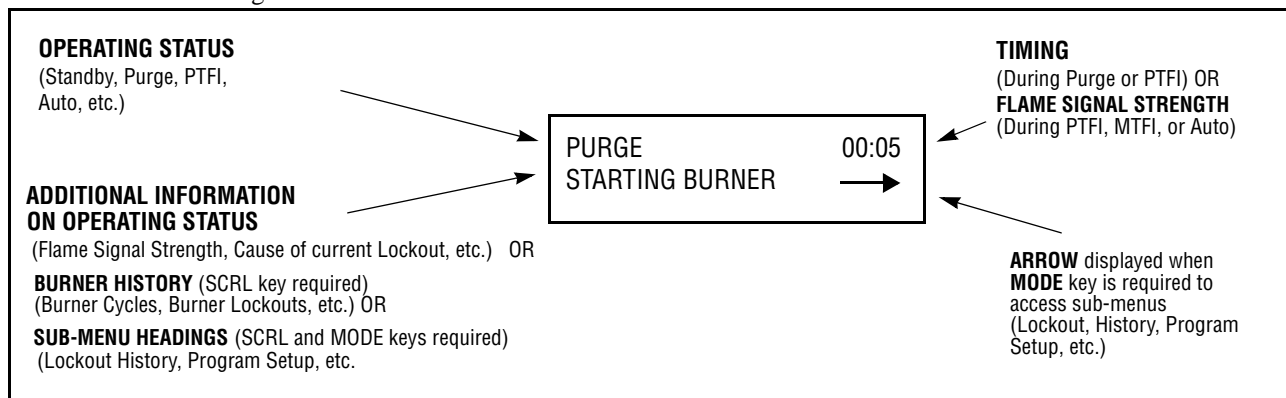 OPERATING STATUS
(Standby, Purge, PTFI,
Auto, etc.)
ADDITIONAL INFORMATION
ON OPERATING STATUS
(Flame Signal Strength, Cause of current Lockout, etc.) OR
BURNER HISTORY (SCRL key required)
(Burner Cycles, Burner Lockouts, etc.) OR
SUB-MENU HEADINGS (SCRL and MODE keys required)
(Lockout History, Program Setup, etc.
PURGE 00:05
STARTING BURNER
TIMING
(During Purge or PTFI) OR
FLAME SIGNAL STRENGTH
(During PTFI, MTFI, or Auto)
ARROW displayed when
MODE key is required to
access sub-menus
(Lockout, History, Program
Setup, etc.)